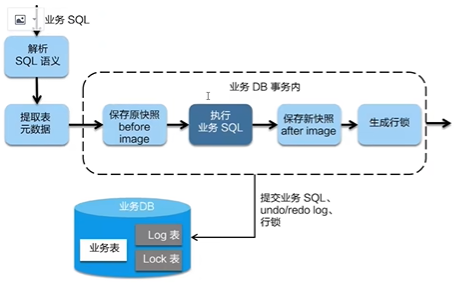 业务 SQL
解析
SQL 语义
业务 DB 事务内
提取表
元数据
保存原快照
before
image
执行
业务 SQL
保存新快照
after image
生成行锁
提交业务 SQL、
undo/redo log、
行锁
业务DB
业务表
Log 表
Lock 表